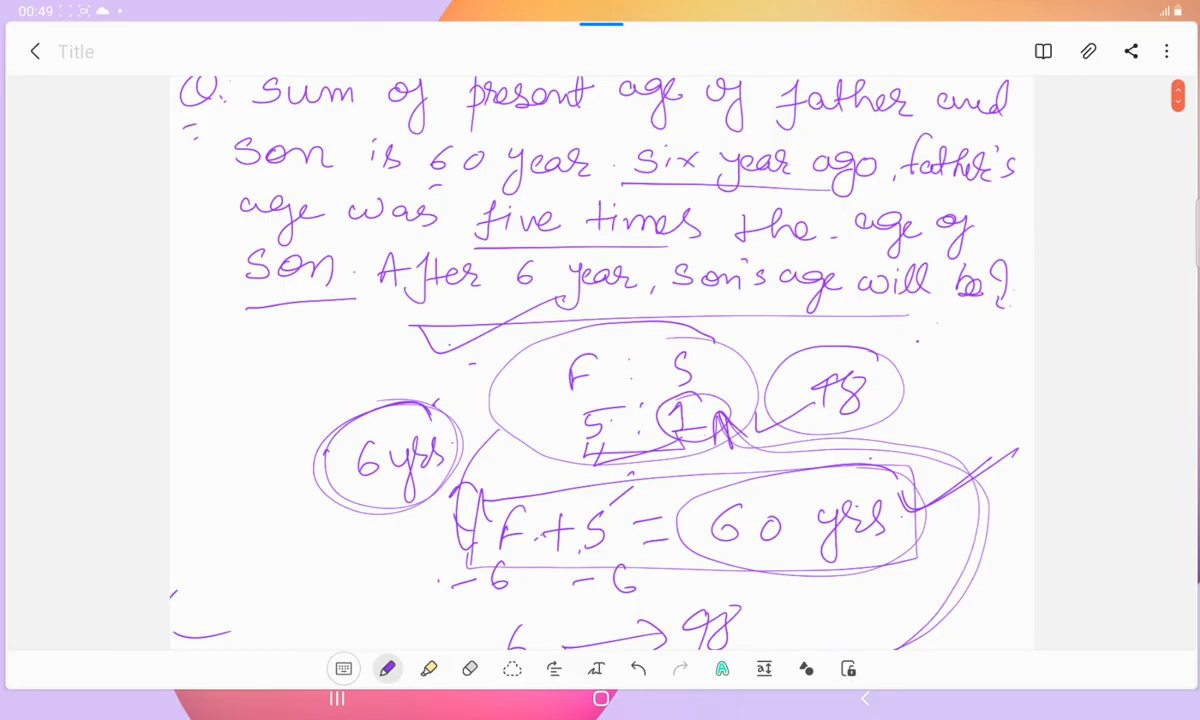 00:49
Title
Q. Sum of present age of father and
son is 60 year. six year ago, father's
age was five times the age of
son. After 6 year, son's age will be?
F : S
5 : 1
48
6 yrs
F + S = 60 yrs
-6 -6
6 → 48